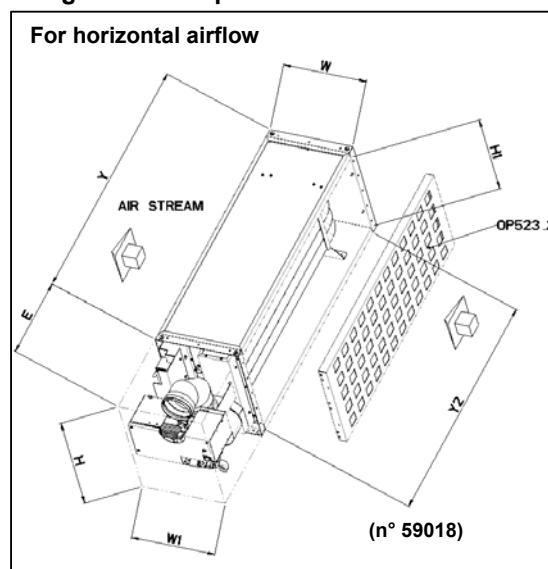 For horizontal airflow
W
Y
H1
AIR STREAM
OP523.
E
Y2
H
W1
(n° 59018)